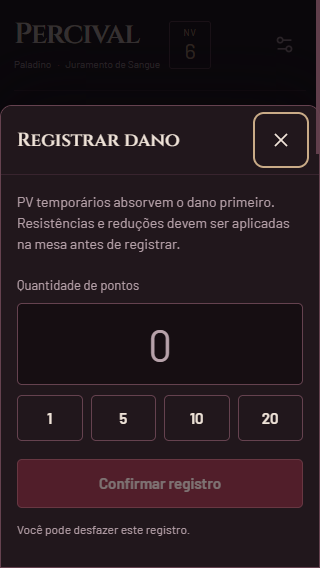 PERCIVAL
NV
6
Paladino Juramento de Sangue
REGISTRAR DANO
PV temporários absorvem o dano primeiro.
Resistências e reduções devem ser aplicadas
na mesa antes de registrar.
Quantidade de pontos
0
1 5 10 20
Confirmar registro
Você pode desfazer este registro.